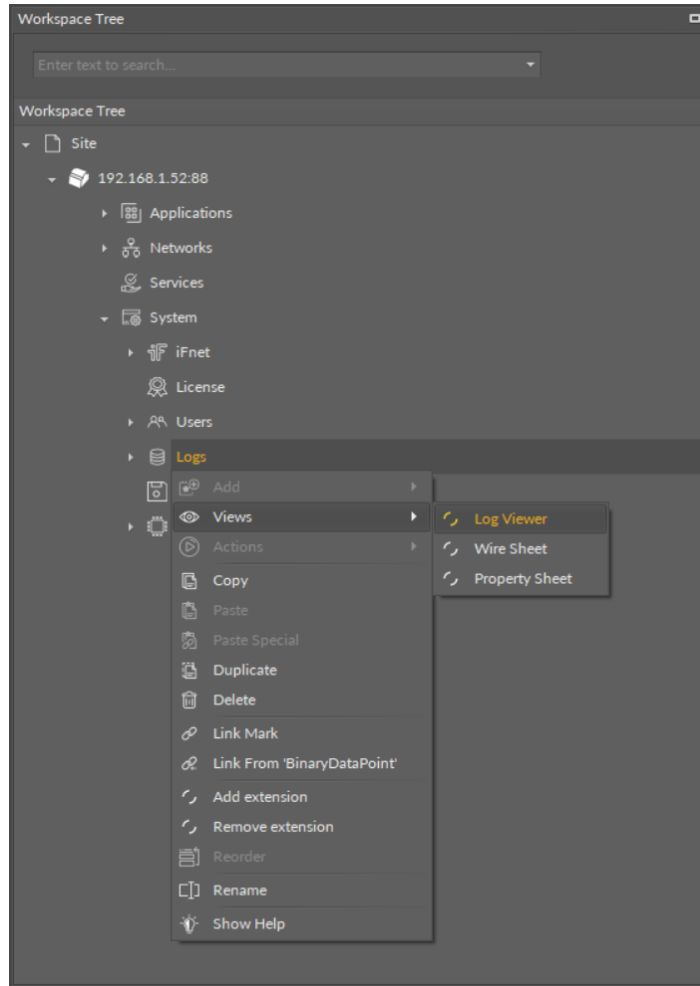 Workspace Tree
Enter text to search...
Workspace Tree
Site
192.168.1.52:88
Applications
Networks
Services
System
iFnet
License
Users
Logs
Add
Views
Log Viewer
Wire Sheet
Actions
Property Sheet
Copy
Paste
Paste Special
Duplicate
Delete
Link Mark
Link From 'BinaryDataPoint'
Add extension
Remove extension
Reorder
Rename
Show Help